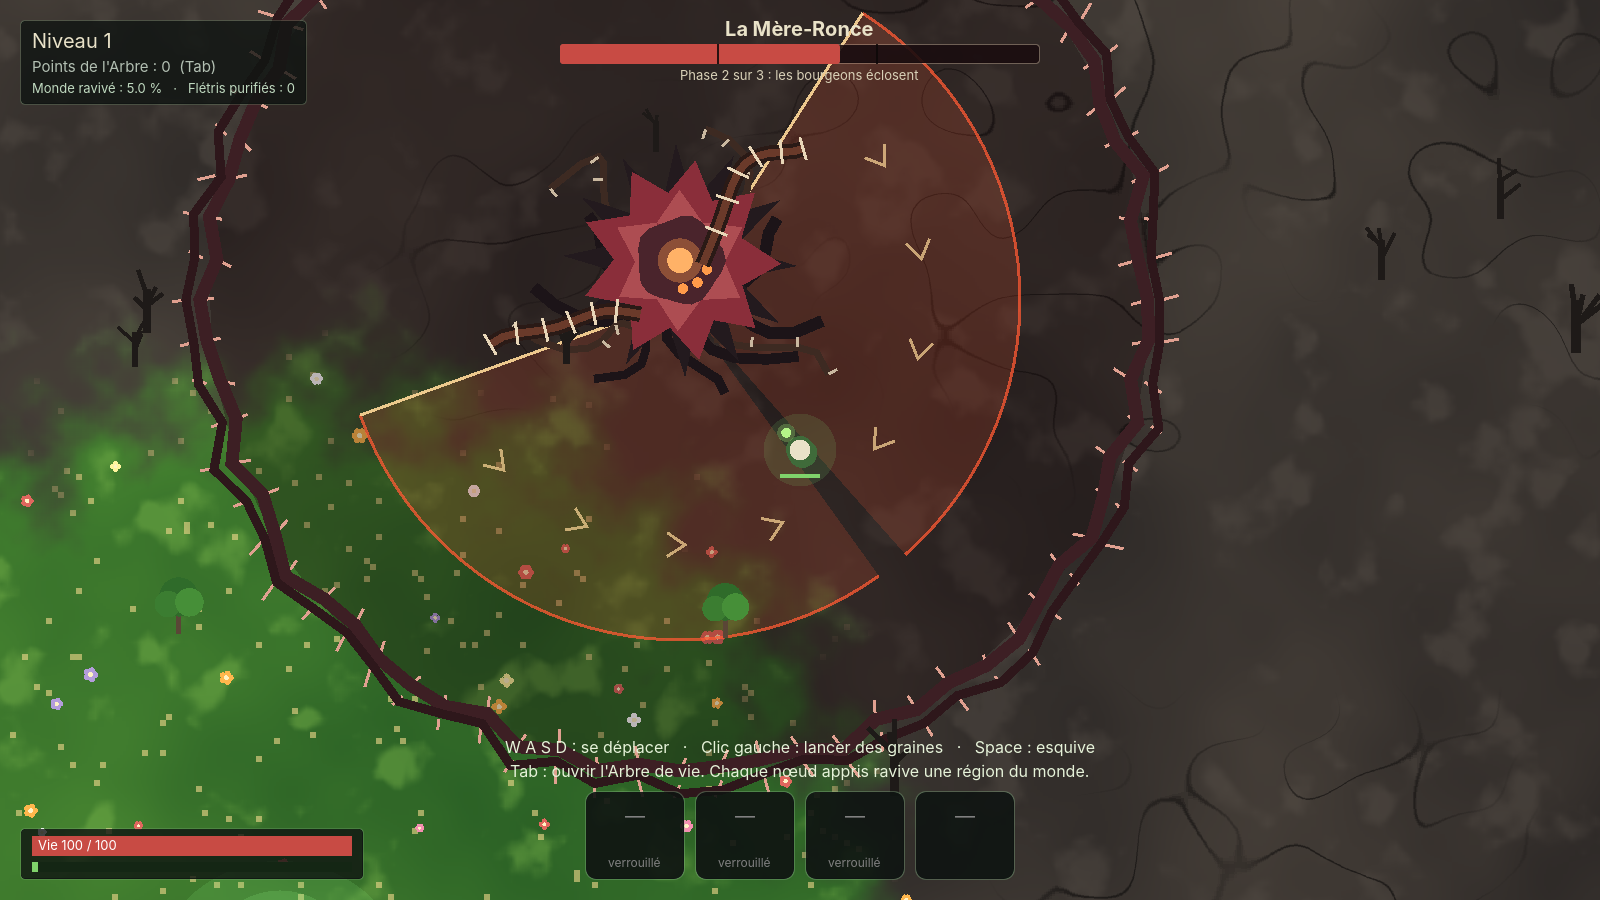 Niveau 1
Points de l'Arbre : 0 (Tab)
Monde ravivé : 5.0 % · Flétris purifiés : 0
La Mère-Ronce
Phase 2 sur 3 : les bourgeons éclosent
W A S D : se déplacer · Clic gauche : lancer des graines · Space : esquive
Tab : ouvrir l'Arbre de vie. Chaque nœud appris ravive une région du monde.
— — — —
verrouillé verrouillé verrouillé
Vie 100 / 100